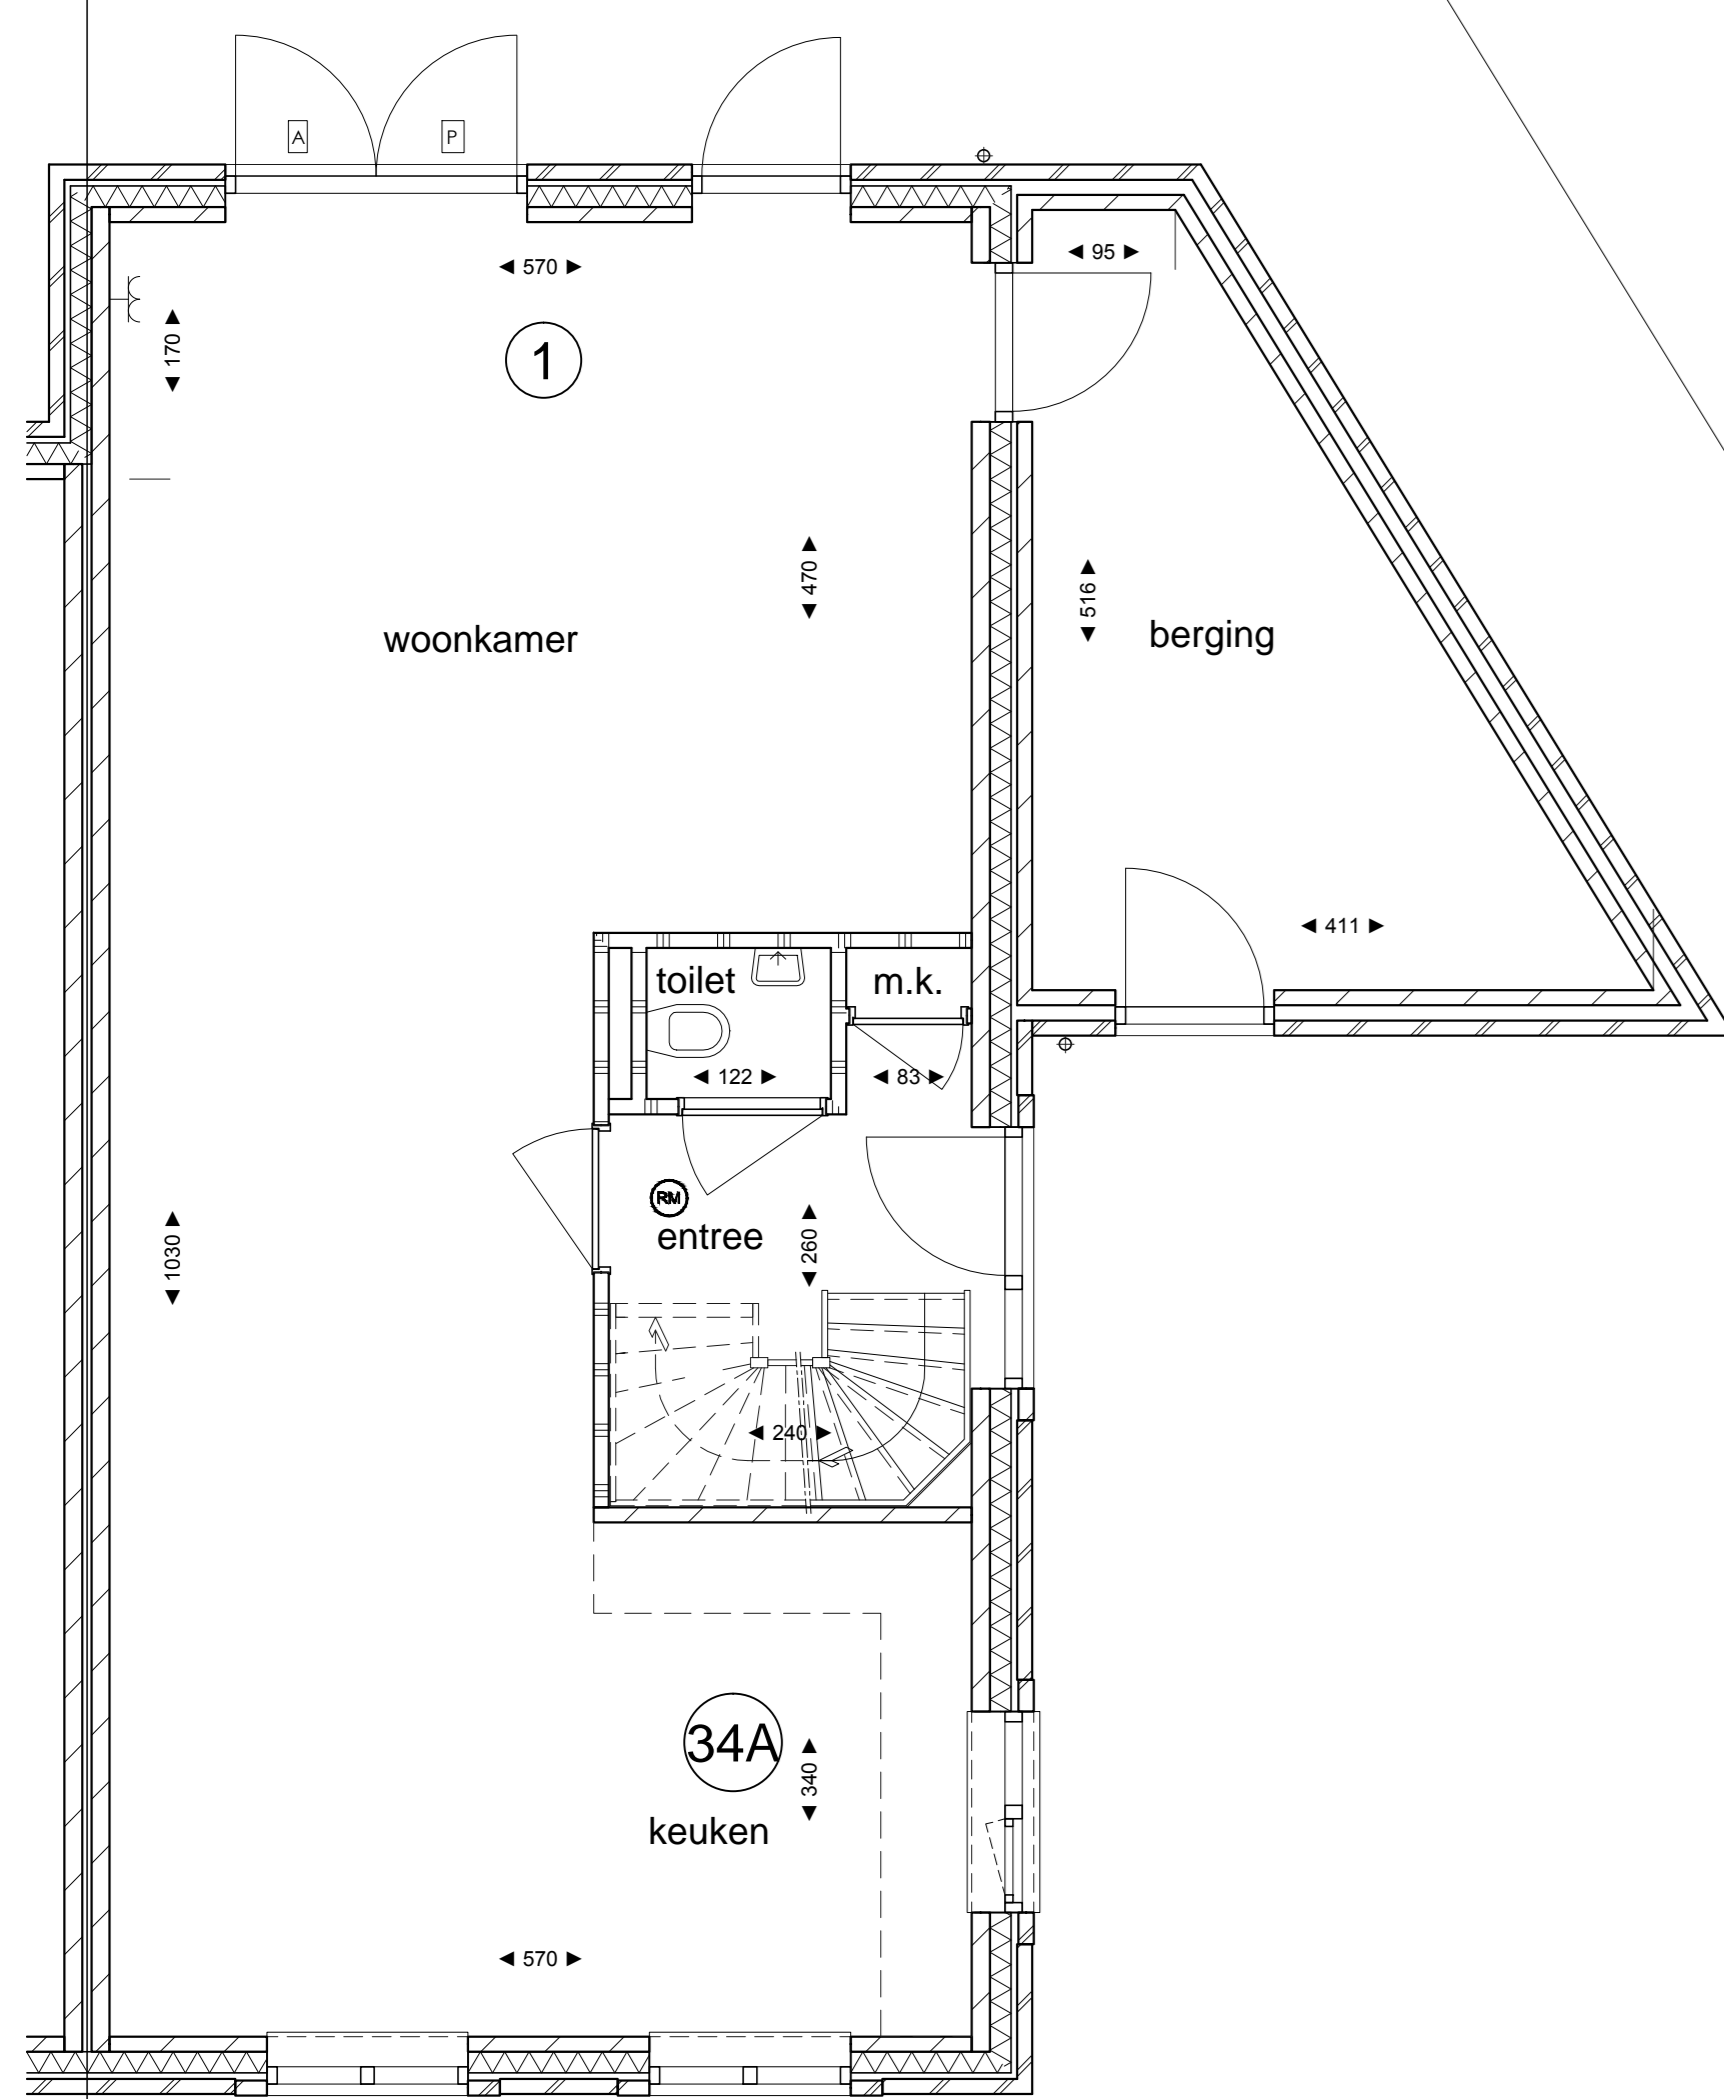 A
P
◄ 570 ►
◄ 95 ►
◄ 170 ►
1
◄ 470 ►
◄ 516 ►
woonkamer
berging
◄ 411 ►
toilet
m.k.
◄ 122 ►
◄ 83 ►
RM
entree
◄ 260 ►
◄ 1030 ►
◄ 240 ►
34A
◄ 340 ►
keuken
◄ 570 ►